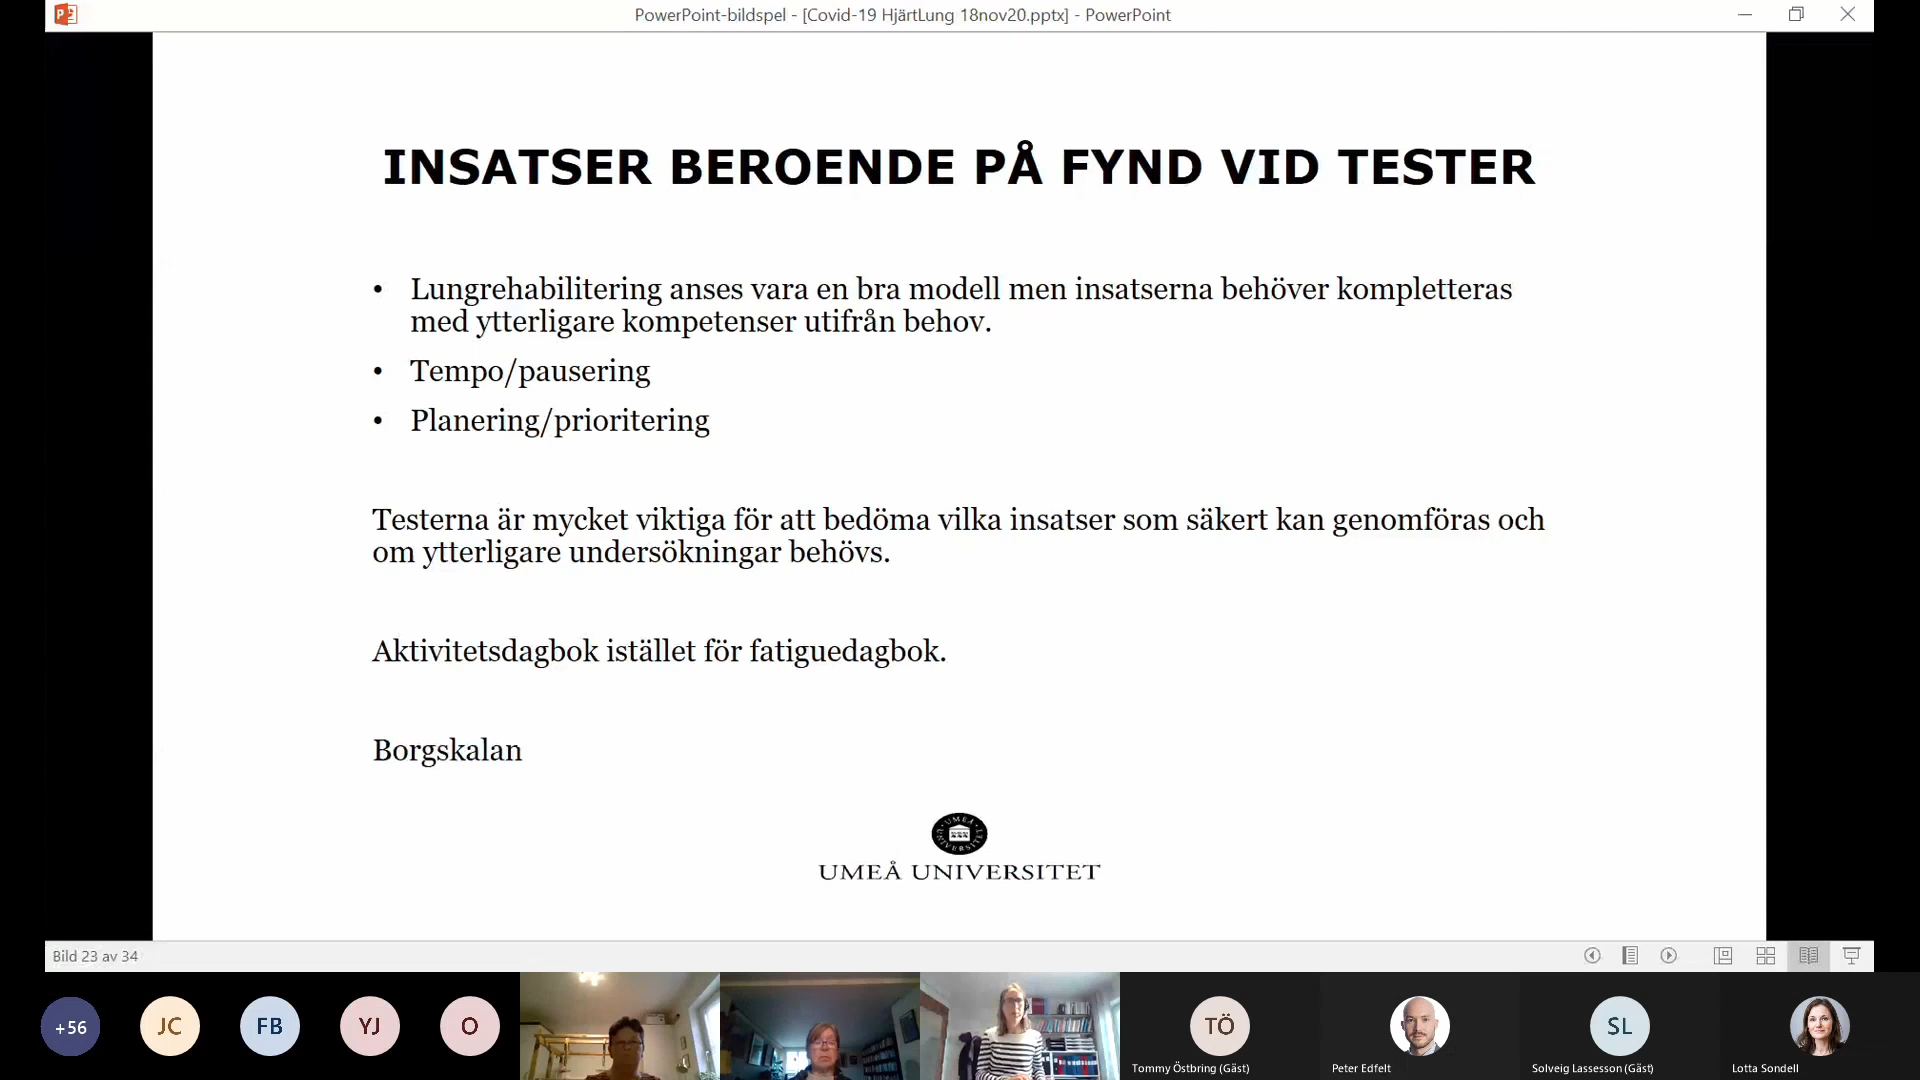 PowerPoint-bildspel - [Covid-19 HjärtLung 18nov20.pptx] - PowerPoint
INSATSER BEROENDE PÅ FYND VID TESTER
• Lungrehabilitering anses vara en bra modell men insatserna behöver kompletteras
med ytterligare kompetenser utifrån behov.
• Tempo/pausering
• Planering/prioritering
Testerna är mycket viktiga för att bedöma vilka insatser som säkert kan genomföras och
om ytterligare undersökningar behövs.
Aktivitetsdagbok istället för fatiguedagbok.
Borgskalan
UMEÅ UNIVERSITET
UMEÅ UNIVERSITET
Bild 23 av 34
+56
JC
FB
YJ
O
TÖ
SL
Tommy Östbring (Gäst)
Peter Edfelt
Solveig Lassesson (Gäst)
Lotta Sondell